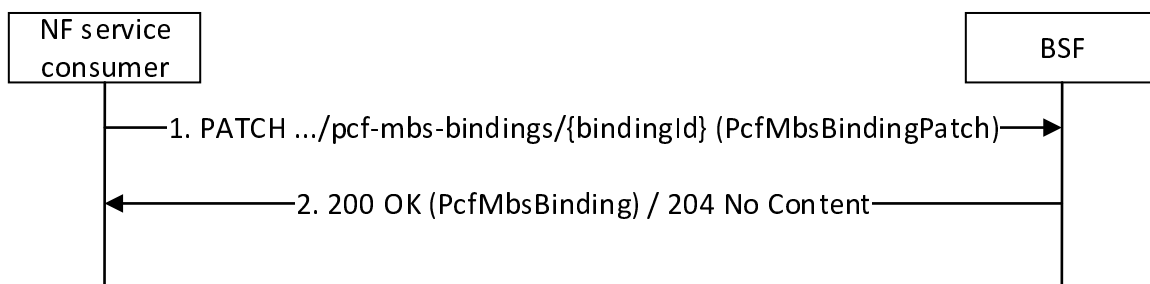 NF service
consumer
BSF
1. PATCH .../pcf-mbs-bindings/{bindingId} (PcfMbsBindingPatch)
2. 200 OK (PcfMbsBinding) / 204 No Content